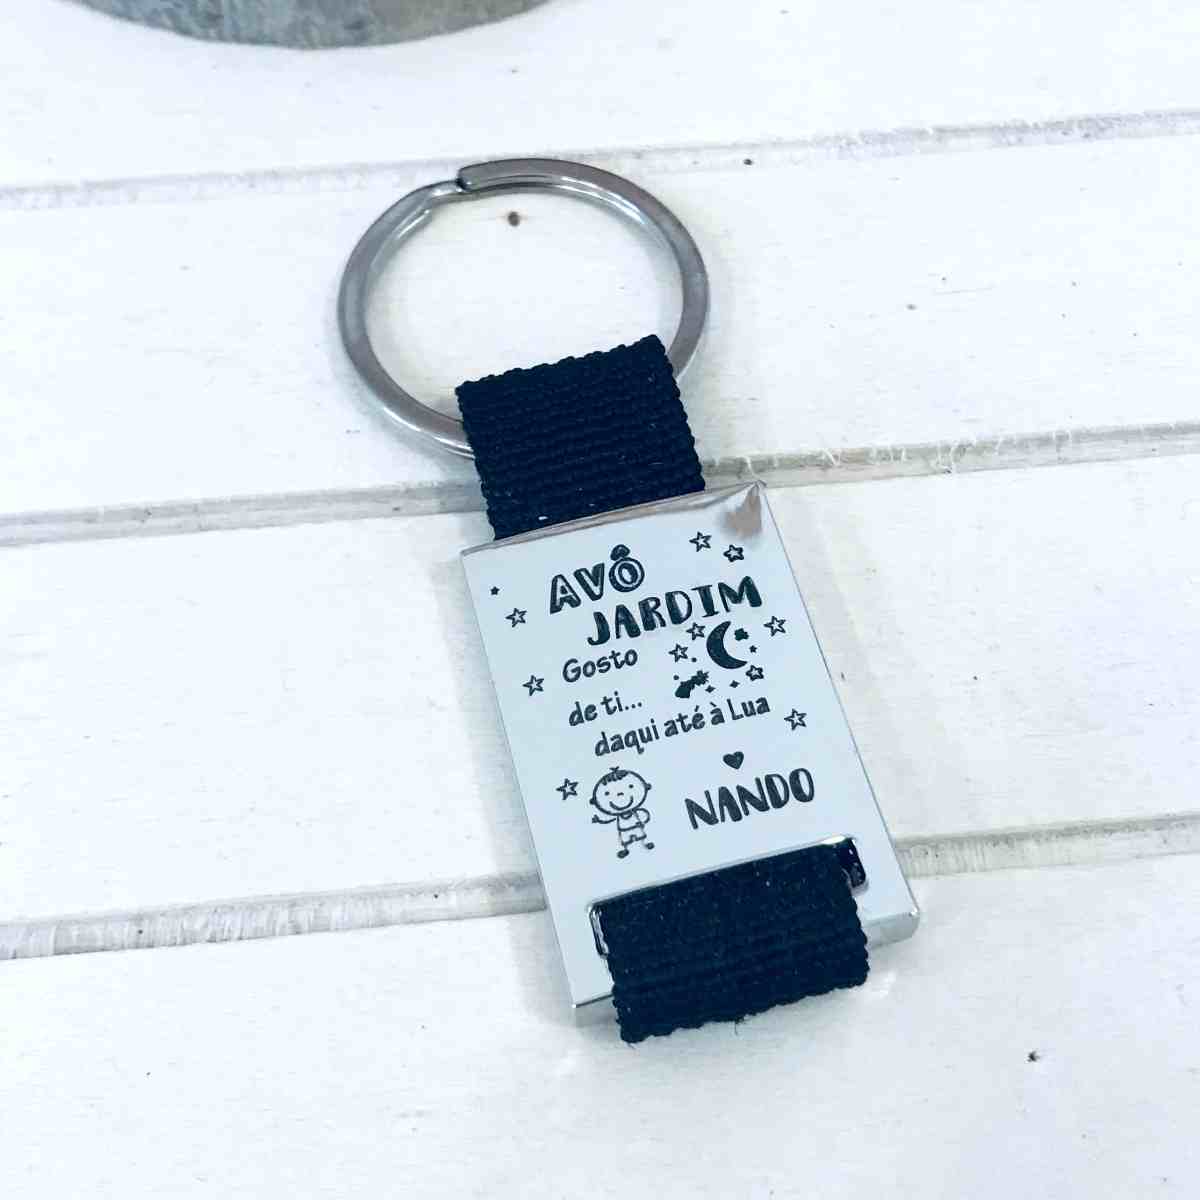 AVÔ
JARDIM
Gosto
de ti...
daqui até à Lua
NANDO